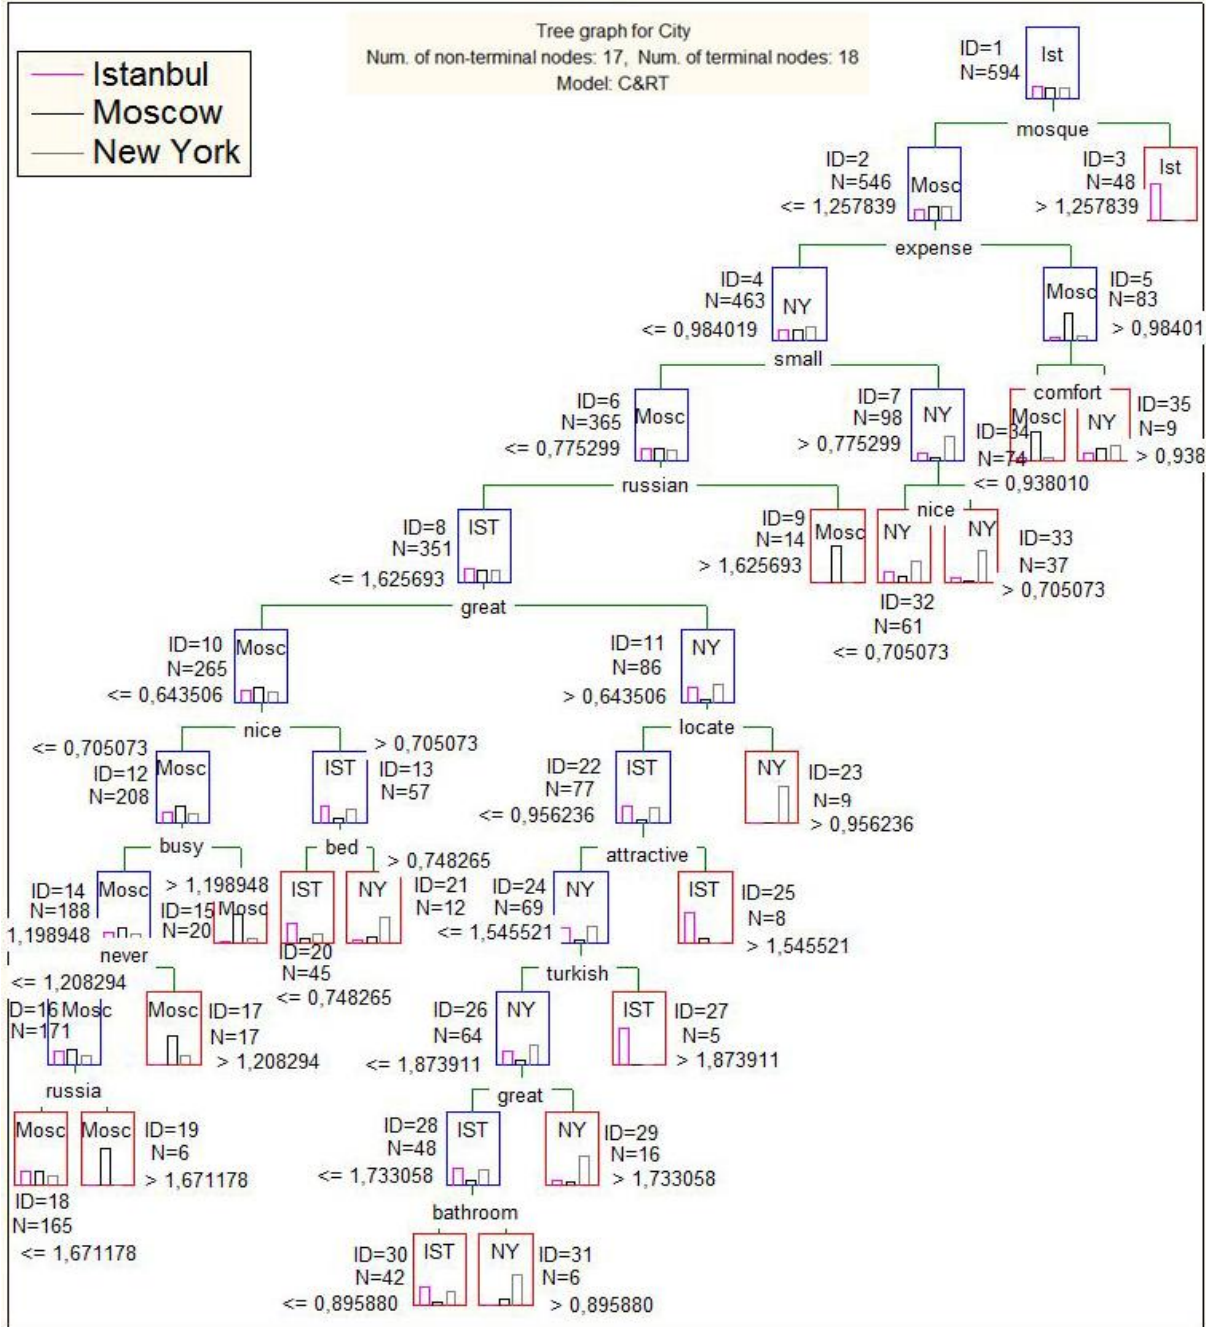 Tree graph for City
Num. of non-terminal nodes: 17, Num. of terminal nodes: 18
Model: C&RT
Istanbul
Moscow
New York
ID=1
N=594
Ist
mosque
ID=2
N=546
<= 1,257839
Mosc
ID=3
N=48
> 1,257839
Ist
expense
ID=4
N=463
<= 0,984019
NY
Mosc
ID=5
N=83
> 0,98401
small
ID=6
N=365
<= 0,775299
Mosc
ID=7
N=98
> 0,775299
NY
comfort
ID=34
N=74
<= 0,938010
Mosc
NY
ID=35
N=9
> 0,938
russian
ID=8
N=351
<= 1,625693
IST
ID=9
N=14
> 1,625693
Mosc
nice
NY
ID=32
N=61
<= 0,705073
NY
ID=33
N=37
> 0,705073
great
ID=10
N=265
<= 0,643506
Mosc
ID=11
N=86
> 0,643506
NY
nice
<= 0,705073
ID=12
N=208
Mosc
> 0,705073
IST
ID=13
N=57
locate
ID=22
N=77
<= 0,956236
IST
NY
ID=23
N=9
> 0,956236
busy
ID=14
N=188
1,198948
Mosc
> 1,198948
ID=15
N=20
Mosc
bed
IST
ID=20
N=45
<= 0,748265
> 0,748265
NY
ID=21
N=12
attractive
ID=24
N=69
<= 1,545521
NY
IST
ID=25
N=8
> 1,545521
never
<= 1,208294
D=16
N=171
Mosc
Mosc
ID=17
N=17
> 1,208294
turkish
ID=26
N=64
<= 1,873911
NY
IST
ID=27
N=5
> 1,873911
russia
Mosc
ID=18
N=165
<= 1,671178
Mosc
ID=19
N=6
> 1,671178
great
ID=28
N=48
<= 1,733058
IST
NY
ID=29
N=16
> 1,733058
bathroom
ID=30
N=42
<= 0,895880
IST
NY
ID=31
N=6
> 0,895880